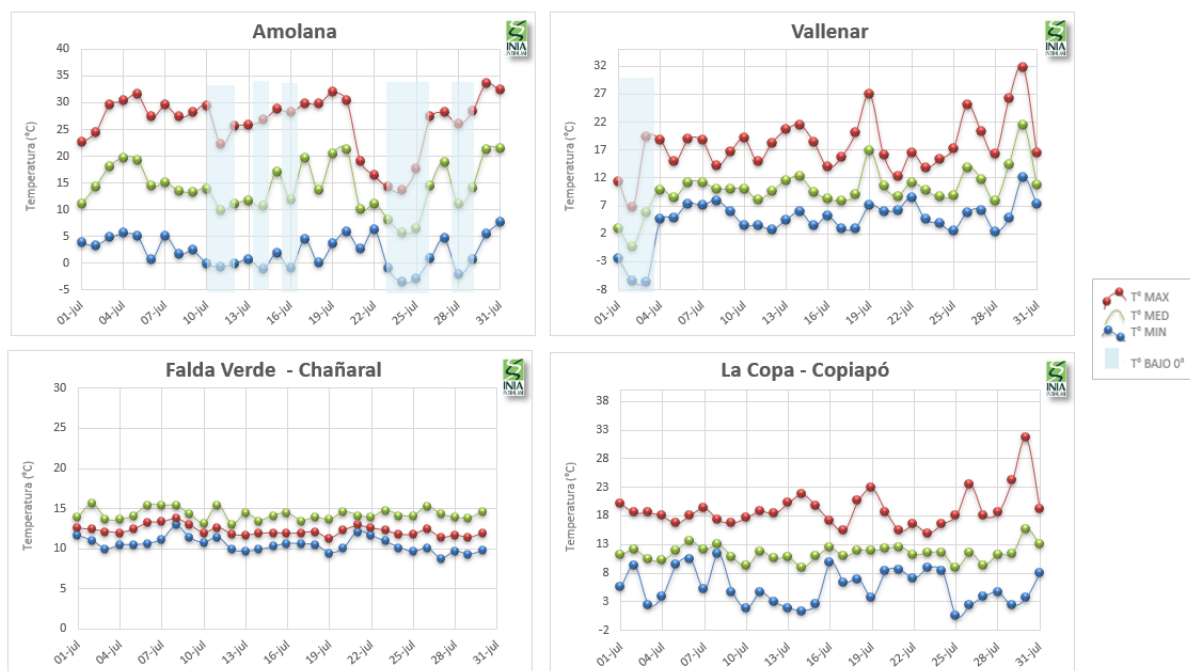 Amolana
INIA
INTIHUASI
Temperatura (°C)
40
35
30
25
20
15
10
5
0
-5
01-jul
04-jul
07-jul
10-jul
13-jul
16-jul
19-jul
22-jul
25-jul
28-jul
31-jul
Vallenar
INIA
INTIHUASI
Temperatura (°C)
32
27
22
17
12
7
2
-3
-8
01-jul
04-jul
07-jul
10-jul
13-jul
16-jul
19-jul
22-jul
25-jul
28-jul
31-jul
T° MAX
T° MED
T° MIN
T° BAJO 0°
Falda Verde - Chañaral
INIA
INTIHUASI
Temperatura (°C)
30
25
20
15
10
5
0
01-jul
04-jul
07-jul
10-jul
13-jul
16-jul
19-jul
22-jul
25-jul
28-jul
31-jul
La Copa - Copiapó
INIA
INTIHUASI
Temperatura (°C)
38
33
28
23
18
13
8
3
-2
01-jul
04-jul
07-jul
10-jul
13-jul
16-jul
19-jul
22-jul
25-jul
28-jul
31-jul